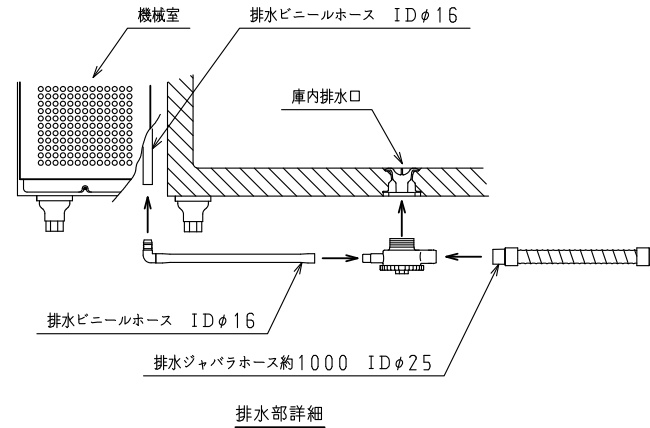 機械室
排水ビニールホース IDφ16
庫内排水口
排水ビニールホース IDφ16
排水ジャバラホース約1000 IDφ25
排水部詳細